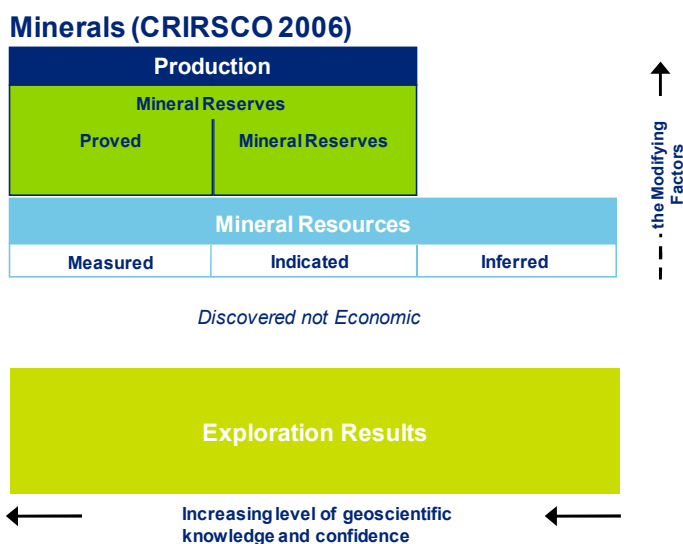 Minerals (CRIRSCO 2006)
Production
Mineral Reserves
Proved
Mineral Reserves
the Modifying
Factors
Mineral Resources
Measured
Indicated
Inferred
Discovered not Economic
Exploration Results
Increasing level of geoscientific
knowledge and confidence